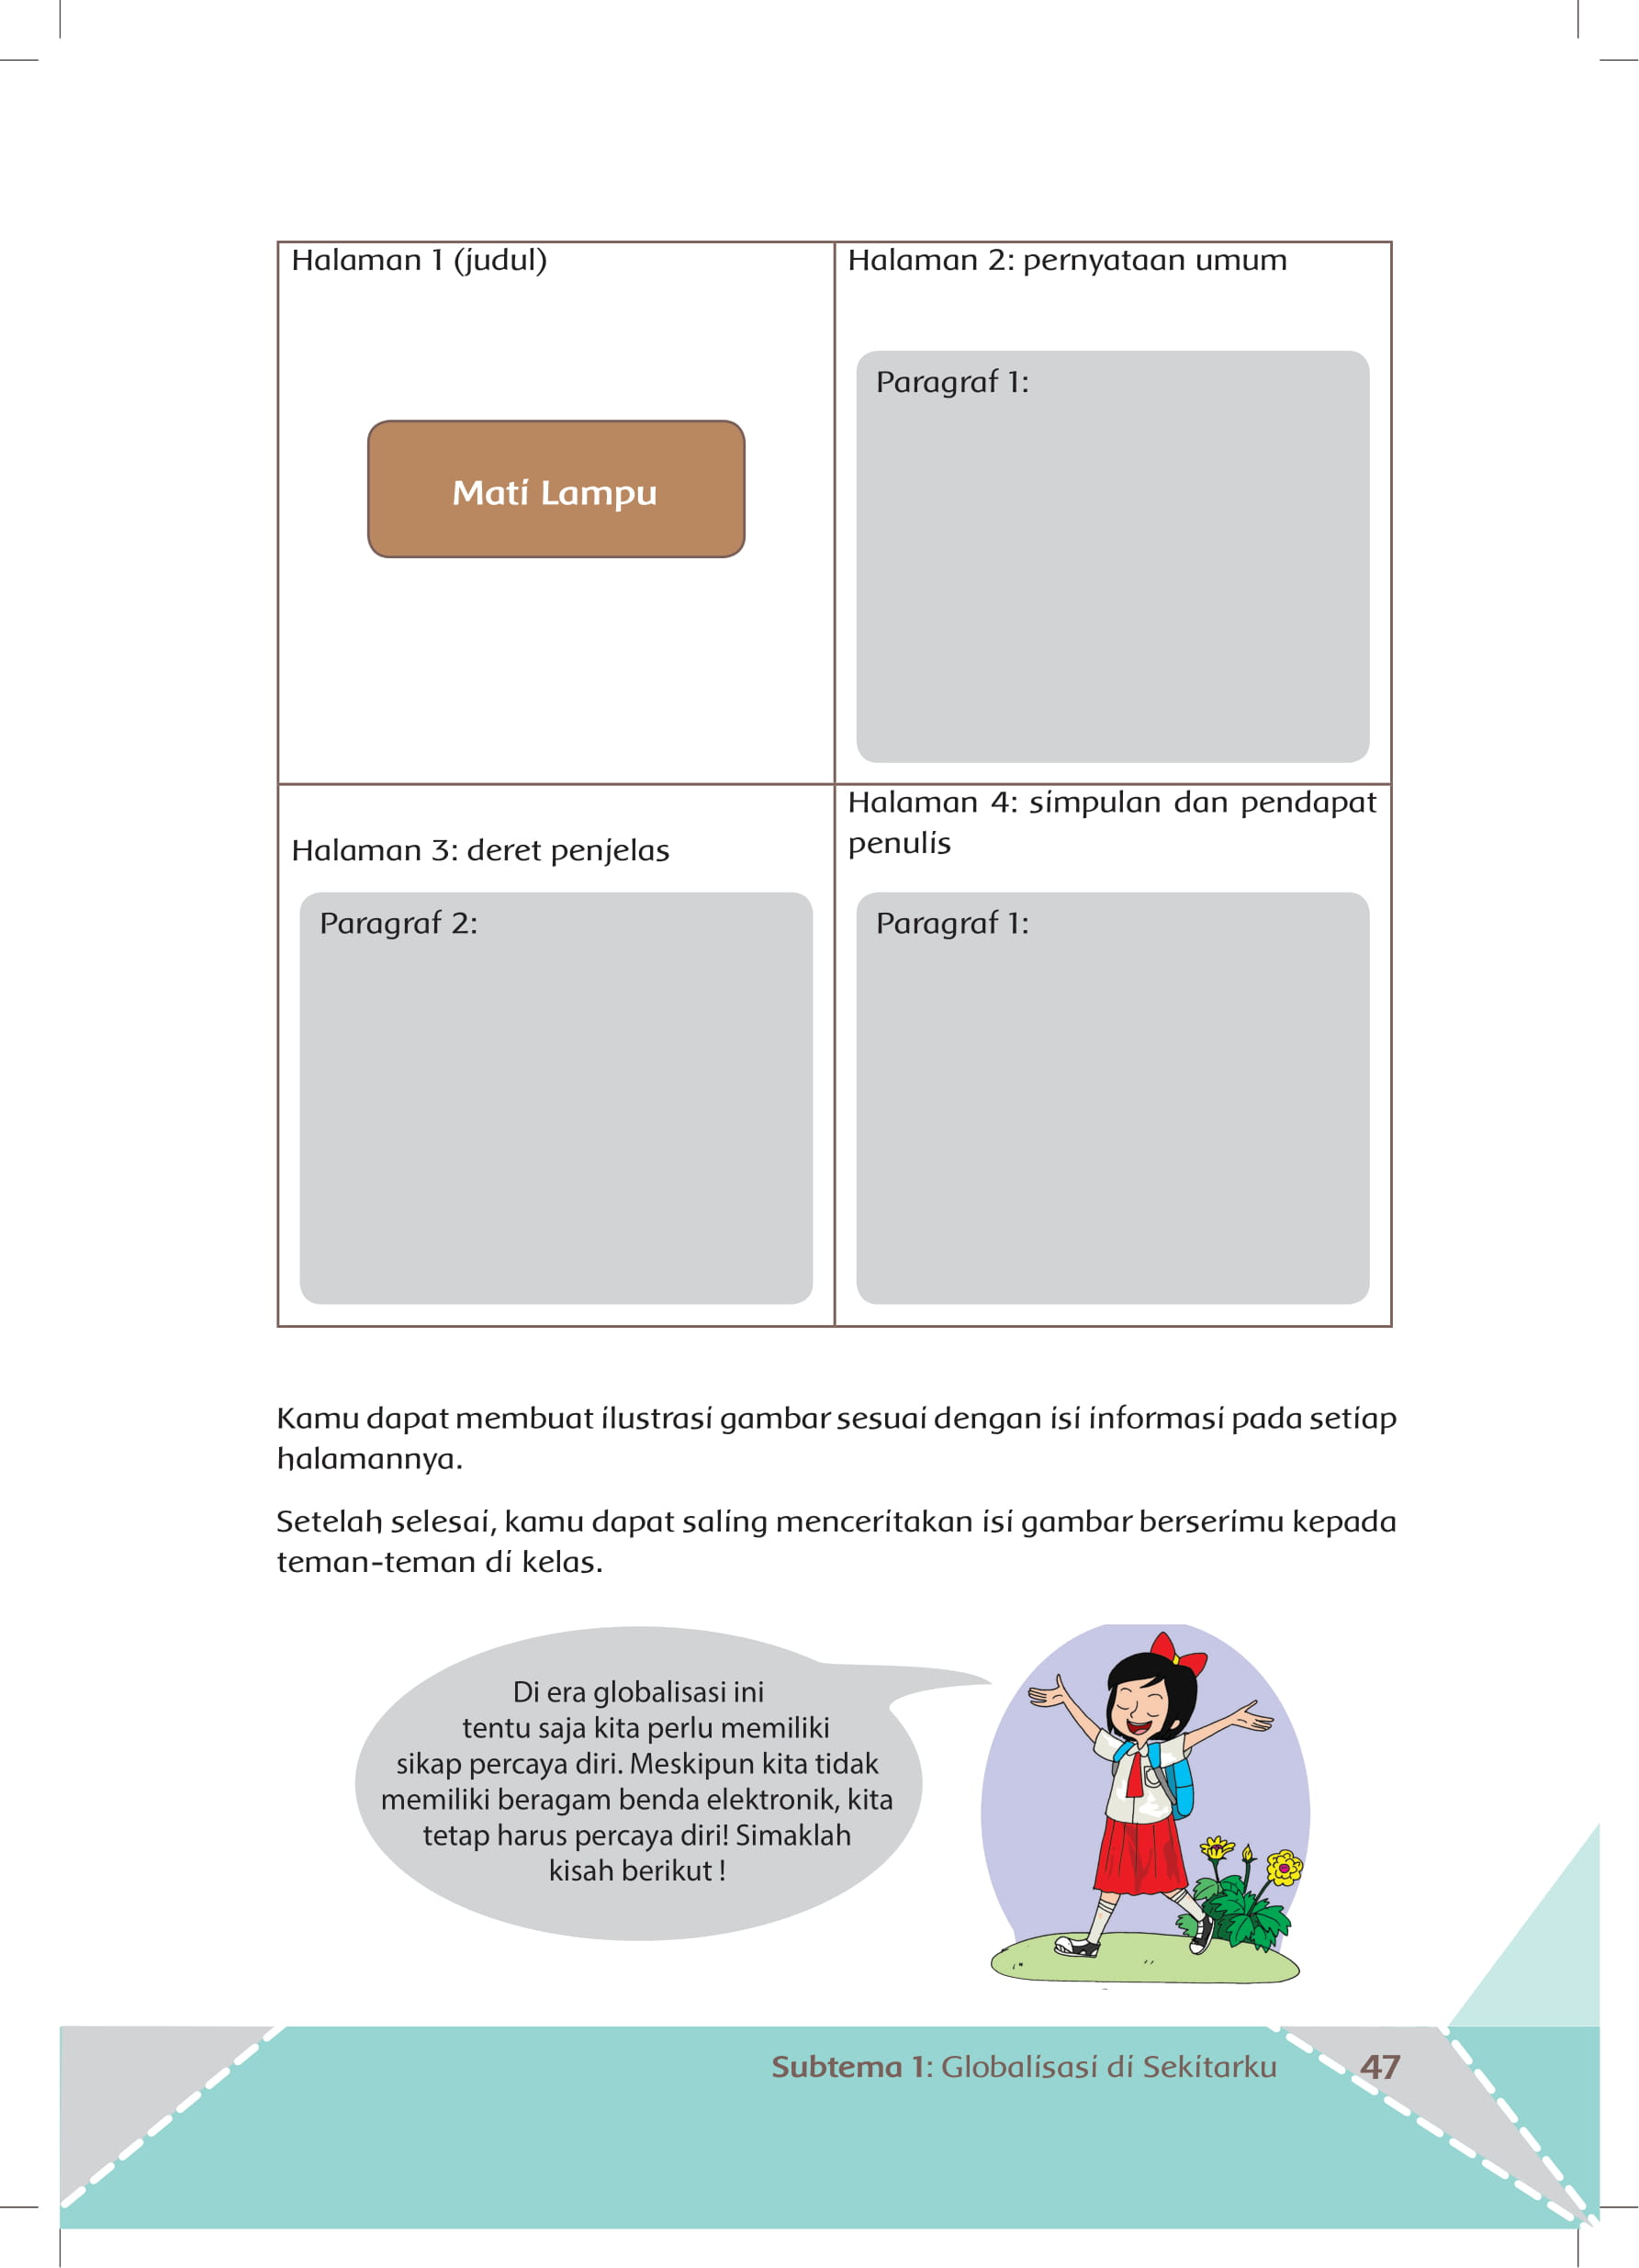 Halaman 1 (judul)
Mati Lampu
Halaman 2: pernyataan umum
Paragraf 1:
Halaman 3: deret penjelas
Paragraf 2:
Halaman 4: simpulan dan pendapat
penulis
Paragraf 1:
Kamu dapat membuat ilustrasi gambar sesuai dengan isi informasi pada setiap
halamannya.
Setelah selesai, kamu dapat saling menceritakan isi gambar berserimu kepada
teman-teman di kelas.
Di era globalisasi ini
tentu saja kita perlu memiliki
sikap percaya diri. Meskipun kita tidak
memiliki beragam benda elektronik, kita
tetap harus percaya diri! Simaklah
kisah berikut !
Subtema 1: Globalisasi di Sekitarku
47